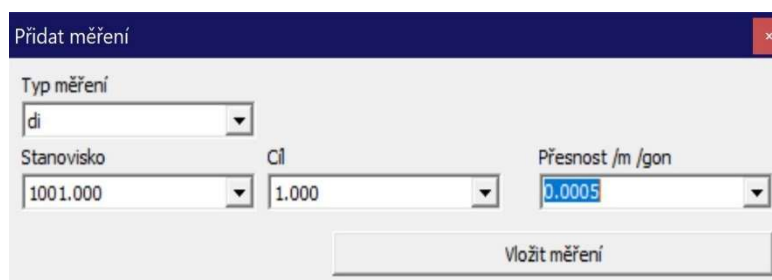 Přidat měření
Typ měření
di
Stanovisko Cíl Přesnost /m /gon
1001.000 1.000 0.0005
Vložit měření